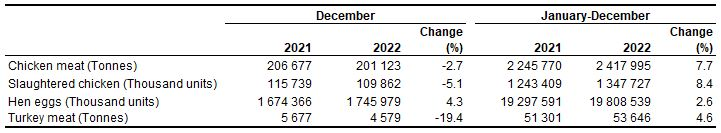 December Change (%) January-December Change (%)
2021 2022 2021 2022
Chicken meat (Tonnes) 206 677 201 123 -2.7 2 245 770 2 417 995 7.7
Slaughtered chicken (Thousand units) 115 739 109 862 -5.1 1 243 409 1 347 727 8.4
Hen eggs (Thousand units) 1 674 366 1 745 979 4.3 19 297 591 19 808 539 2.6
Turkey meat (Tonnes) 5 677 4 579 -19.4 51 301 53 646 4.6